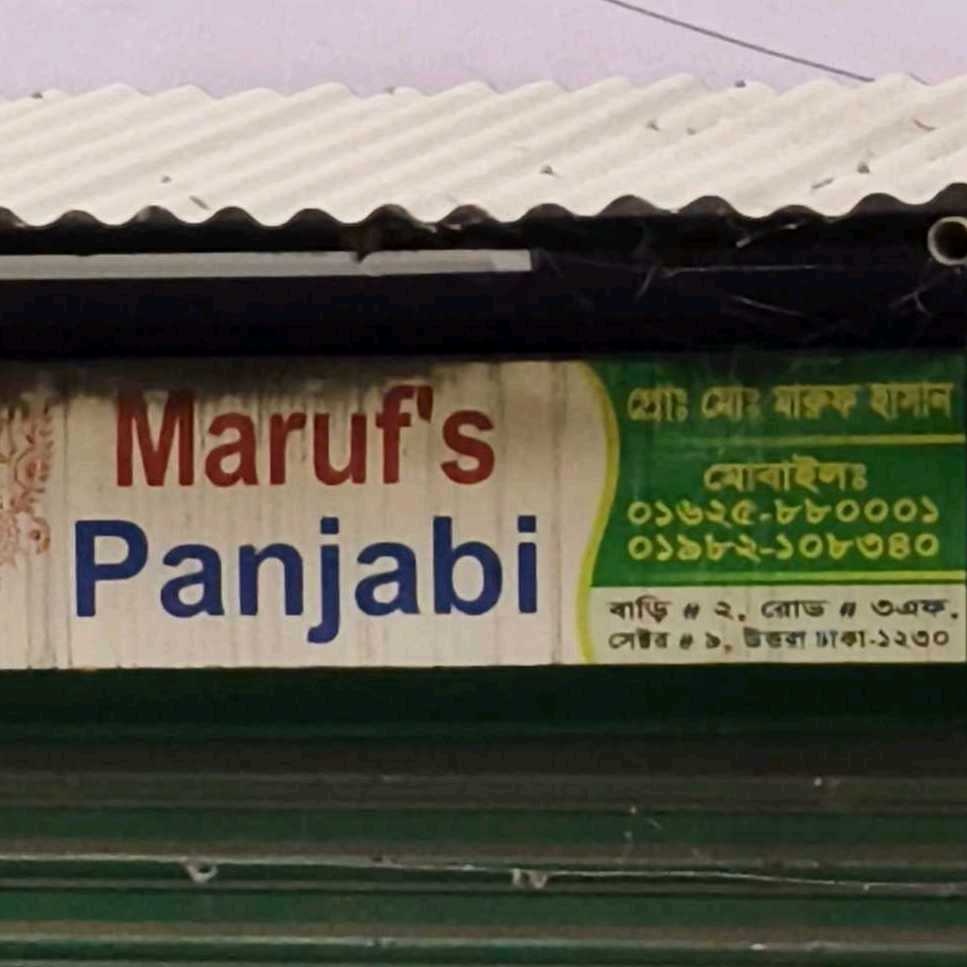 Maruf's
Panjabi
প্রোঃ মোঃ মারুফ হাসান
মোবাইলঃ
০১৬২৫-৮৮০০০১
০১৯৮২-১০৮৩৪০
বাড়ি # ২, রোড # ৩এফ,
সেক্টর # ৯, উত্তরা ঢাকা-১২৩০